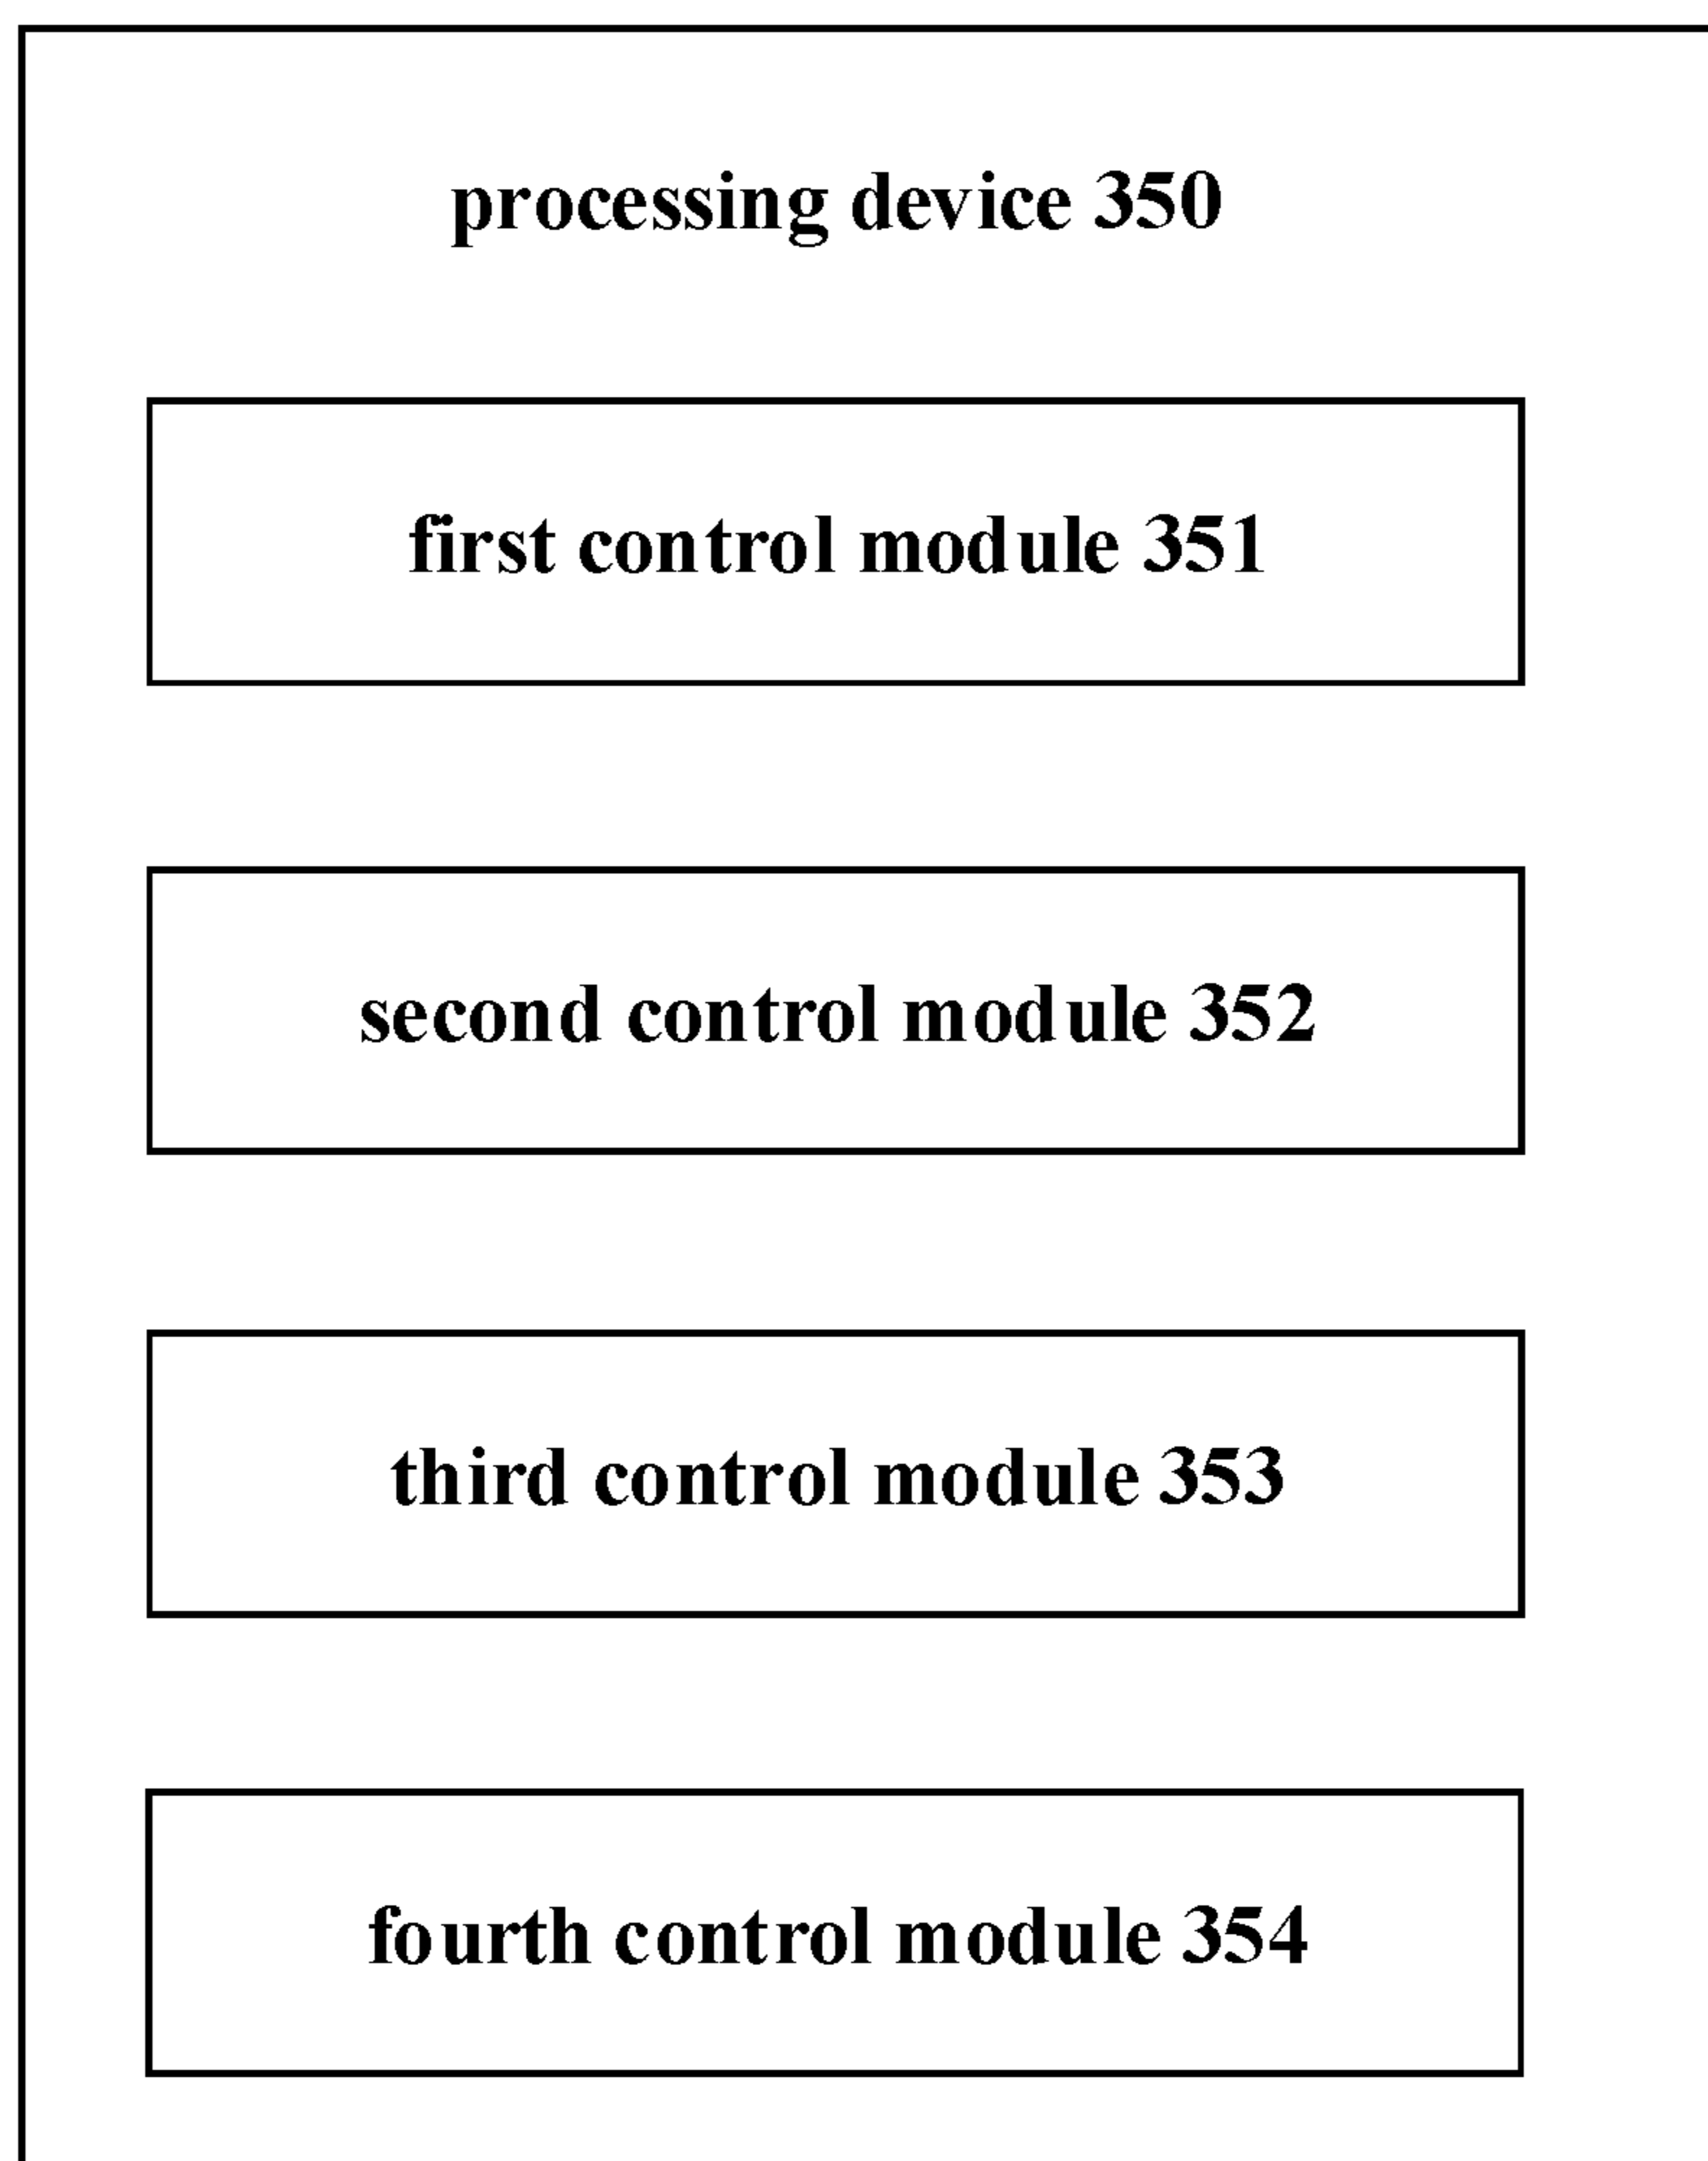 processing device 350
first control module 351
second control module 352
third control module 353
fourth control module 354